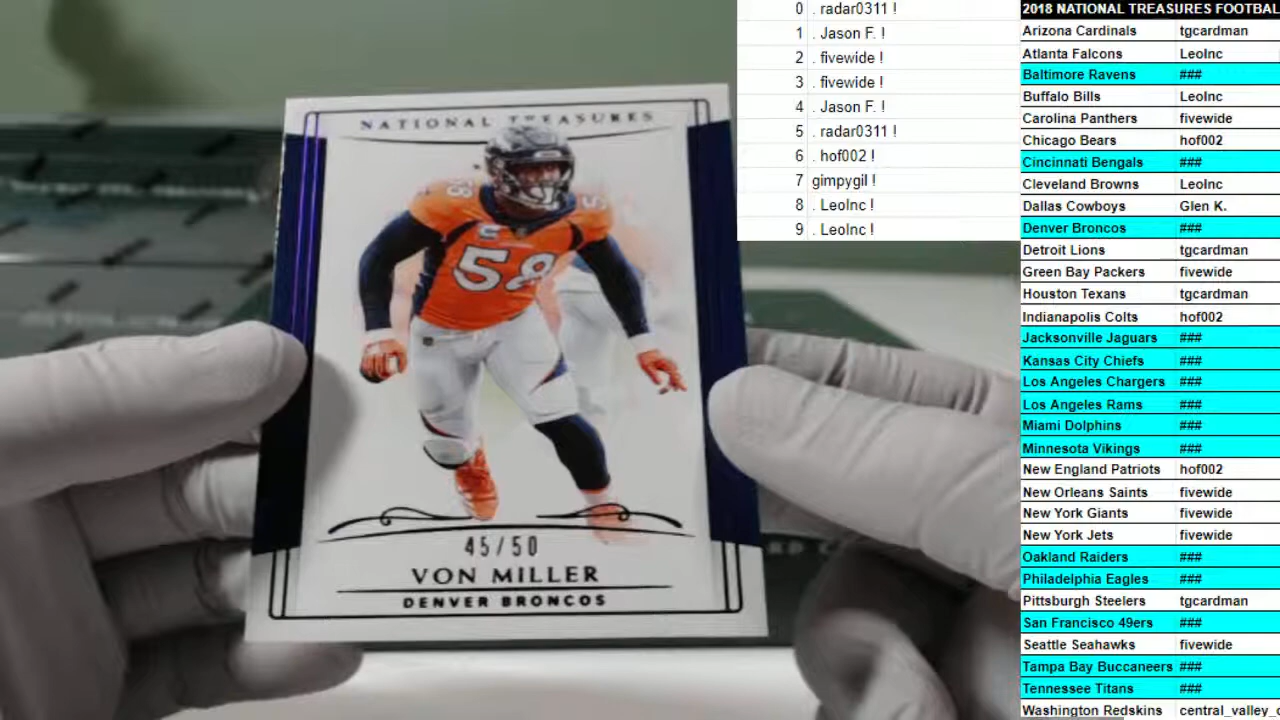 0 . radar0311 !
1 . Jason F. !
2 . fivewide !
3 . fivewide !
4 . Jason F. !
5 . radar0311 !
6 . hof002 !
7 gimpygil !
8 . LeoInc !
9 . LeoInc !
2018 NATIONAL TREASURES FOOTBAL
Arizona Cardinals tgcardman
Atlanta Falcons LeoInc
Baltimore Ravens ###
Buffalo Bills LeoInc
Carolina Panthers fivewide
Chicago Bears hof002
Cincinnati Bengals ###
Cleveland Browns LeoInc
Dallas Cowboys Glen K.
Denver Broncos ###
Detroit Lions tgcardman
Green Bay Packers fivewide
Houston Texans tgcardman
Indianapolis Colts hof002
Jacksonville Jaguars ###
Kansas City Chiefs ###
Los Angeles Chargers ###
Los Angeles Rams ###
Miami Dolphins ###
Minnesota Vikings ###
New England Patriots hof002
New Orleans Saints fivewide
New York Giants fivewide
New York Jets fivewide
Oakland Raiders ###
Philadelphia Eagles ###
Pittsburgh Steelers tgcardman
San Francisco 49ers ###
Seattle Seahawks fivewide
Tampa Bay Buccaneers ###
Tennessee Titans ###
Washington Redskins central_valley_c
NATIONAL TREASURES
58
45/50
VON MILLER
DENVER BRONCOS